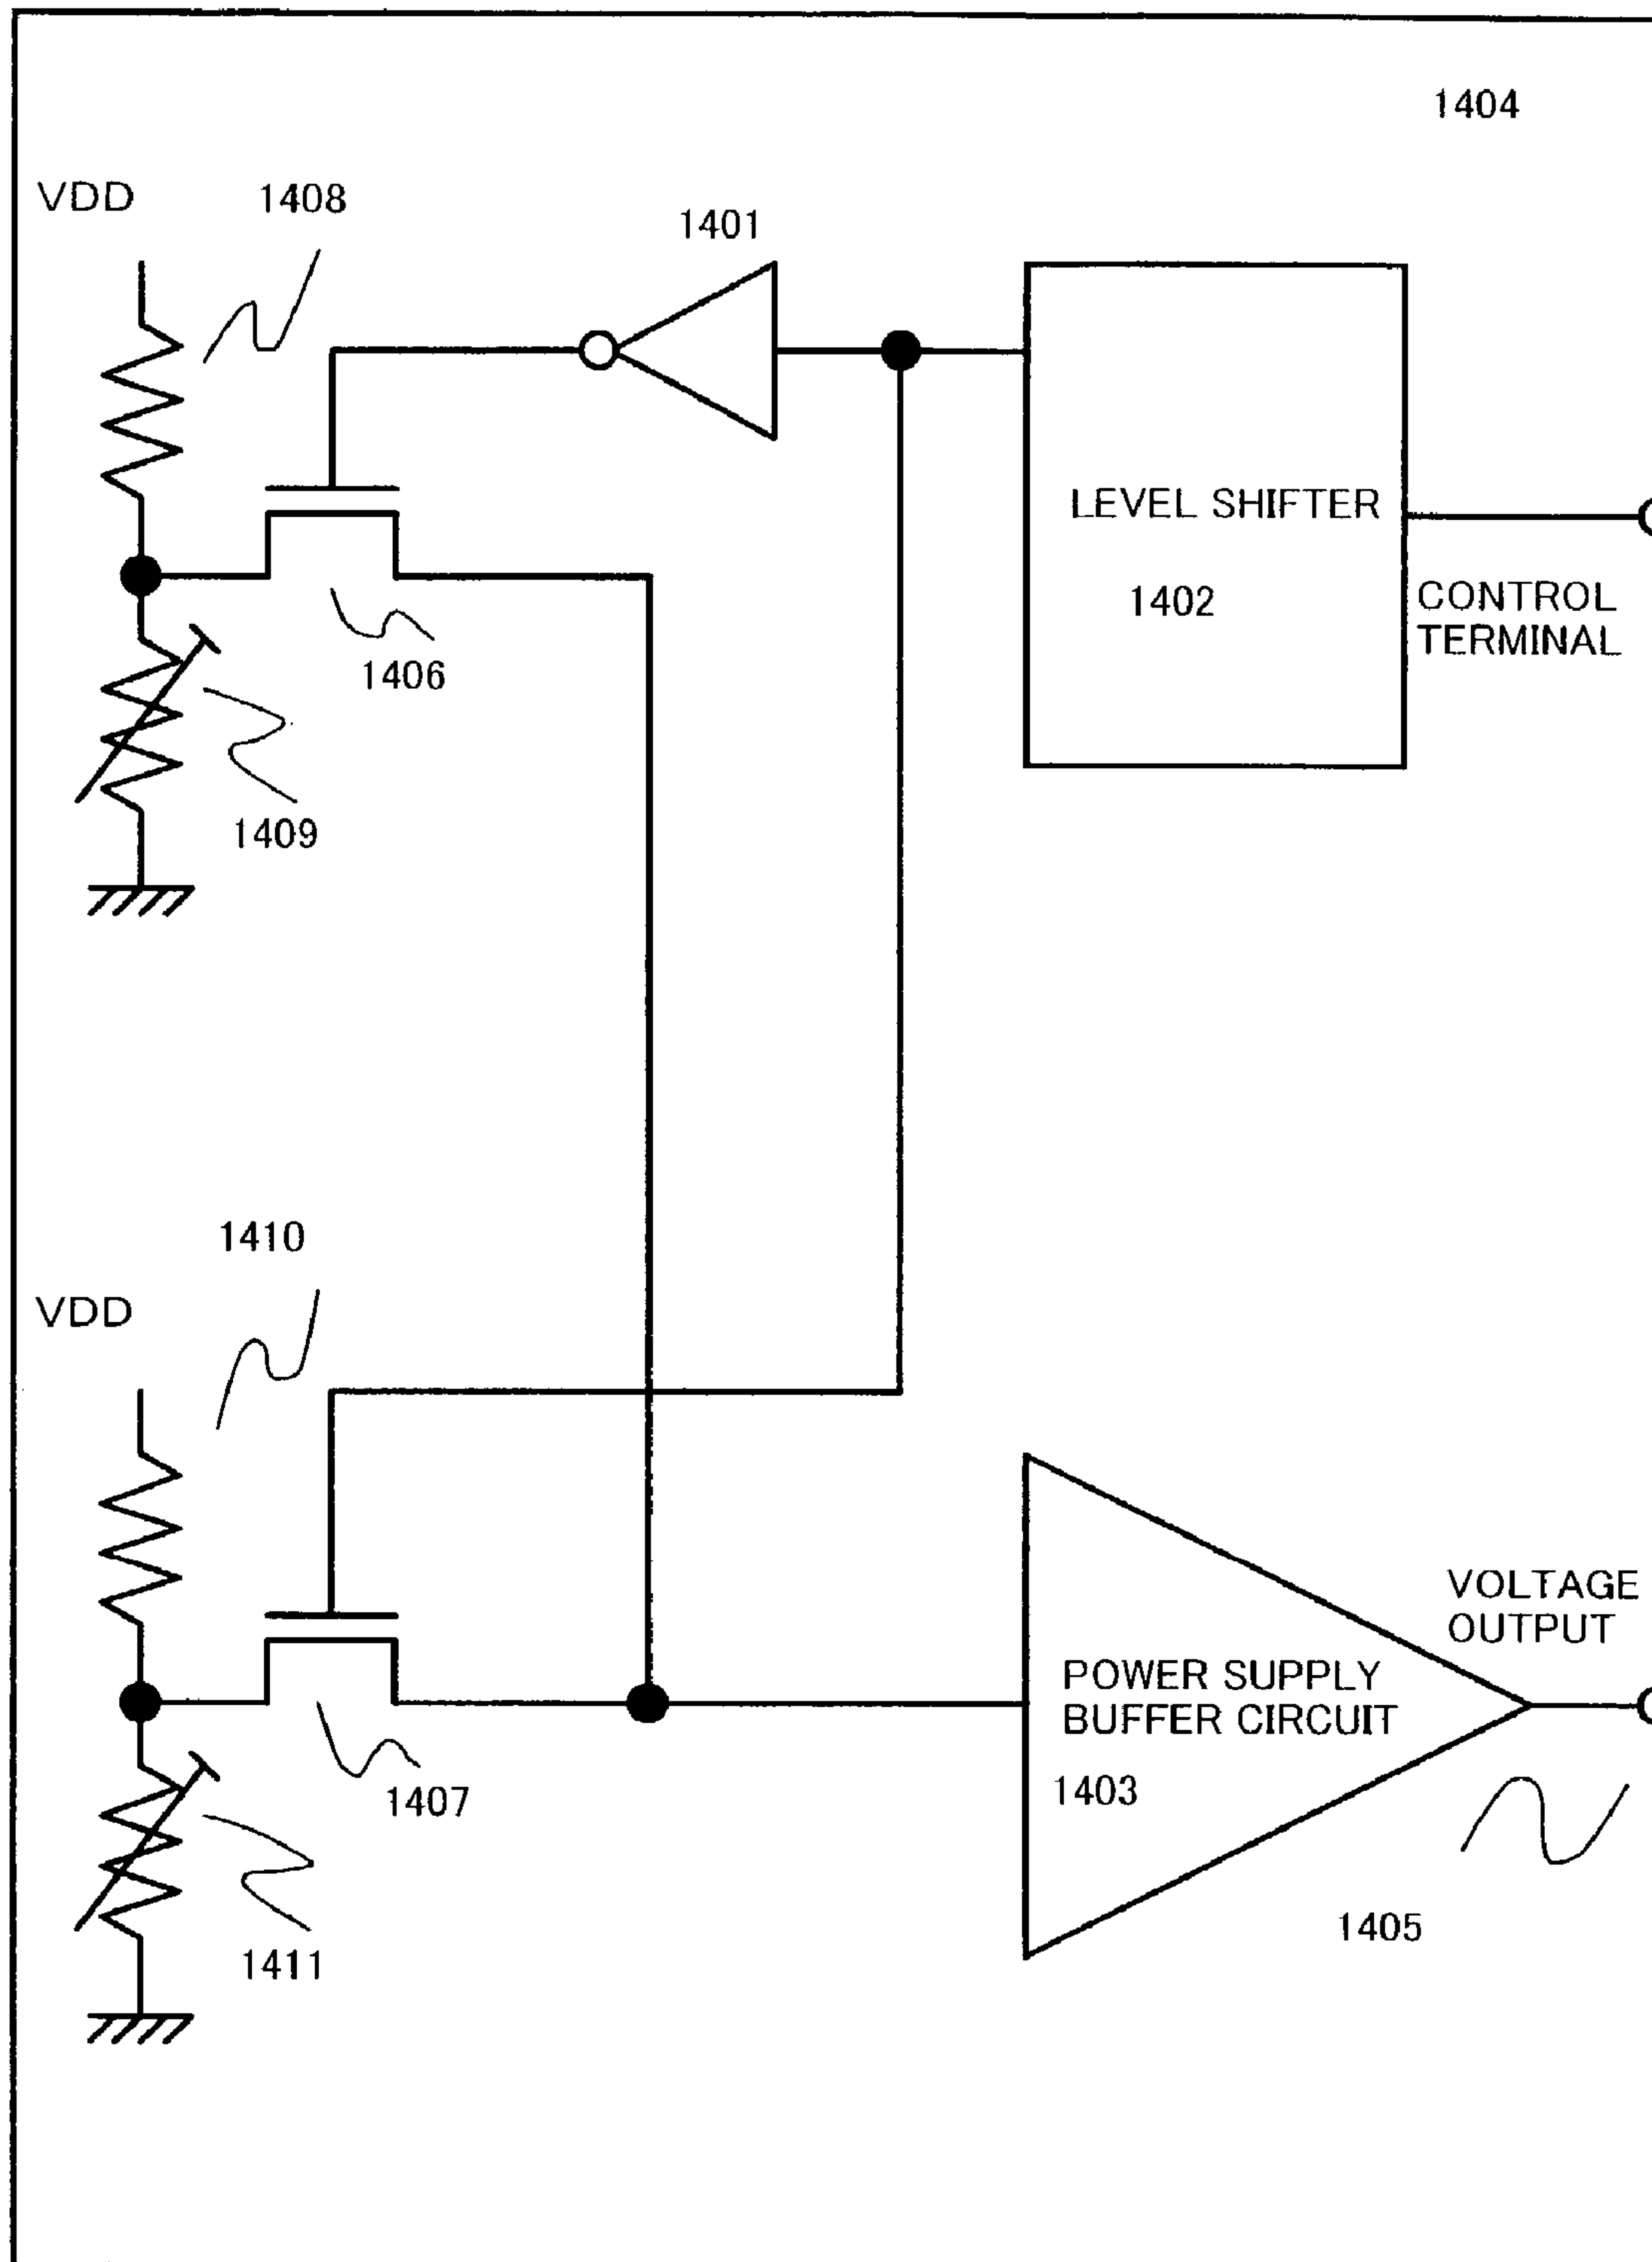 1404
VDD
1408
1401
LEVEL SHIFTER
1402
CONTROL
TERMINAL
1406
1409
1410
VDD
VOLTAGE
OUTPUT
POWER SUPPLY
BUFFER CIRCUIT
1403
1407
1405
1411